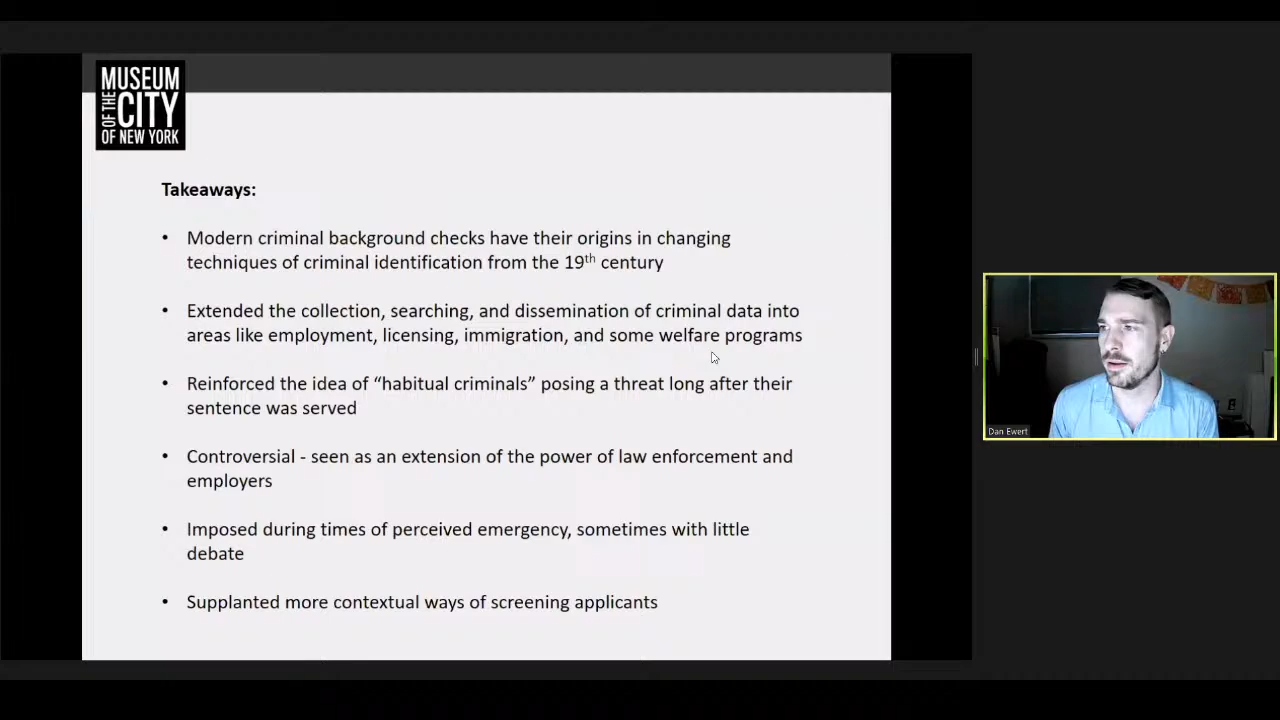 MUSEUM
OF THE
CITY
OF NEW YORK
Takeaways:
• Modern criminal background checks have their origins in changing
techniques of criminal identification from the 19th century
• Extended the collection, searching, and dissemination of criminal data into
areas like employment, licensing, immigration, and some welfare programs
• Reinforced the idea of “habitual criminals” posing a threat long after their
sentence was served
• Controversial - seen as an extension of the power of law enforcement and
employers
• Imposed during times of perceived emergency, sometimes with little
debate
• Supplanted more contextual ways of screening applicants
Dan Ewert